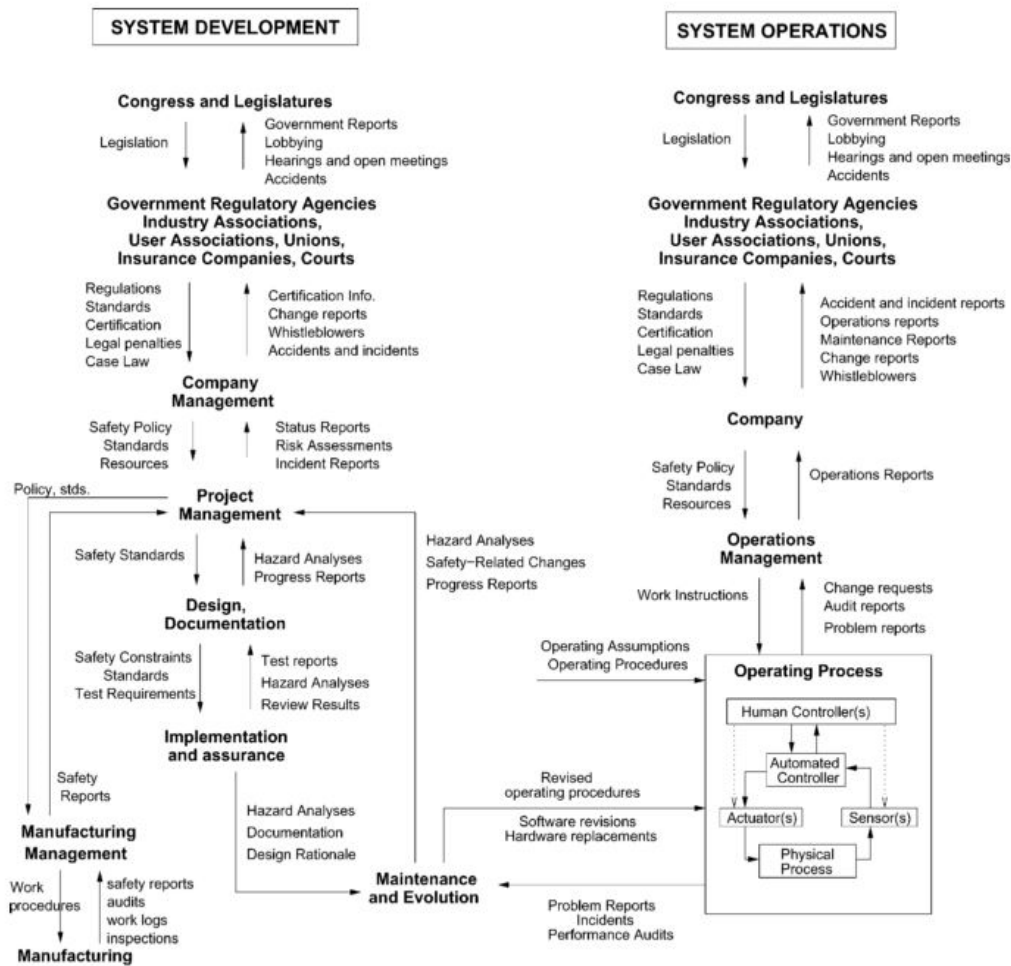 SYSTEM DEVELOPMENT
Congress and Legislatures
Legislation
Government Reports
Lobbying
Hearings and open meetings
Accidents
Government Regulatory Agencies
Industry Associations,
User Associations, Unions,
Insurance Companies, Courts
Regulations
Standards
Certification
Legal penalties
Case Law
Certification Info.
Change reports
Whistleblowers
Accidents and incidents
Company
Management
Safety Policy
Standards
Resources
Status Reports
Risk Assessments
Incident Reports
Policy, stds.
Project
Management
Safety Standards
Hazard Analyses
Progress Reports
Hazard Analyses
Safety-Related Changes
Progress Reports
Design,
Documentation
Safety Constraints
Standards
Test Requirements
Test reports
Hazard Analyses
Review Results
Implementation
and assurance
Safety
Reports
Hazard Analyses
Documentation
Design Rationale
Manufacturing
Management
Work
procedures
safety reports
audits
work logs
inspections
Manufacturing
Maintenance
and Evolution
SYSTEM OPERATIONS
Congress and Legislatures
Legislation
Government Reports
Lobbying
Hearings and open meetings
Accidents
Government Regulatory Agencies
Industry Associations,
User Associations, Unions,
Insurance Companies, Courts
Regulations
Standards
Certification
Legal penalties
Case Law
Accident and incident reports
Operations reports
Maintenance Reports
Change reports
Whistleblowers
Company
Safety Policy
Standards
Resources
Operations Reports
Operations
Management
Work Instructions
Change requests
Audit reports
Problem reports
Operating Assumptions
Operating Procedures
Operating Process
Human Controller(s)
Automated
Controller
Actuator(s)
Sensor(s)
Physical
Process
Revised
operating procedures
Software revisions
Hardware replacements
Problem Reports
Incidents
Performance Audits